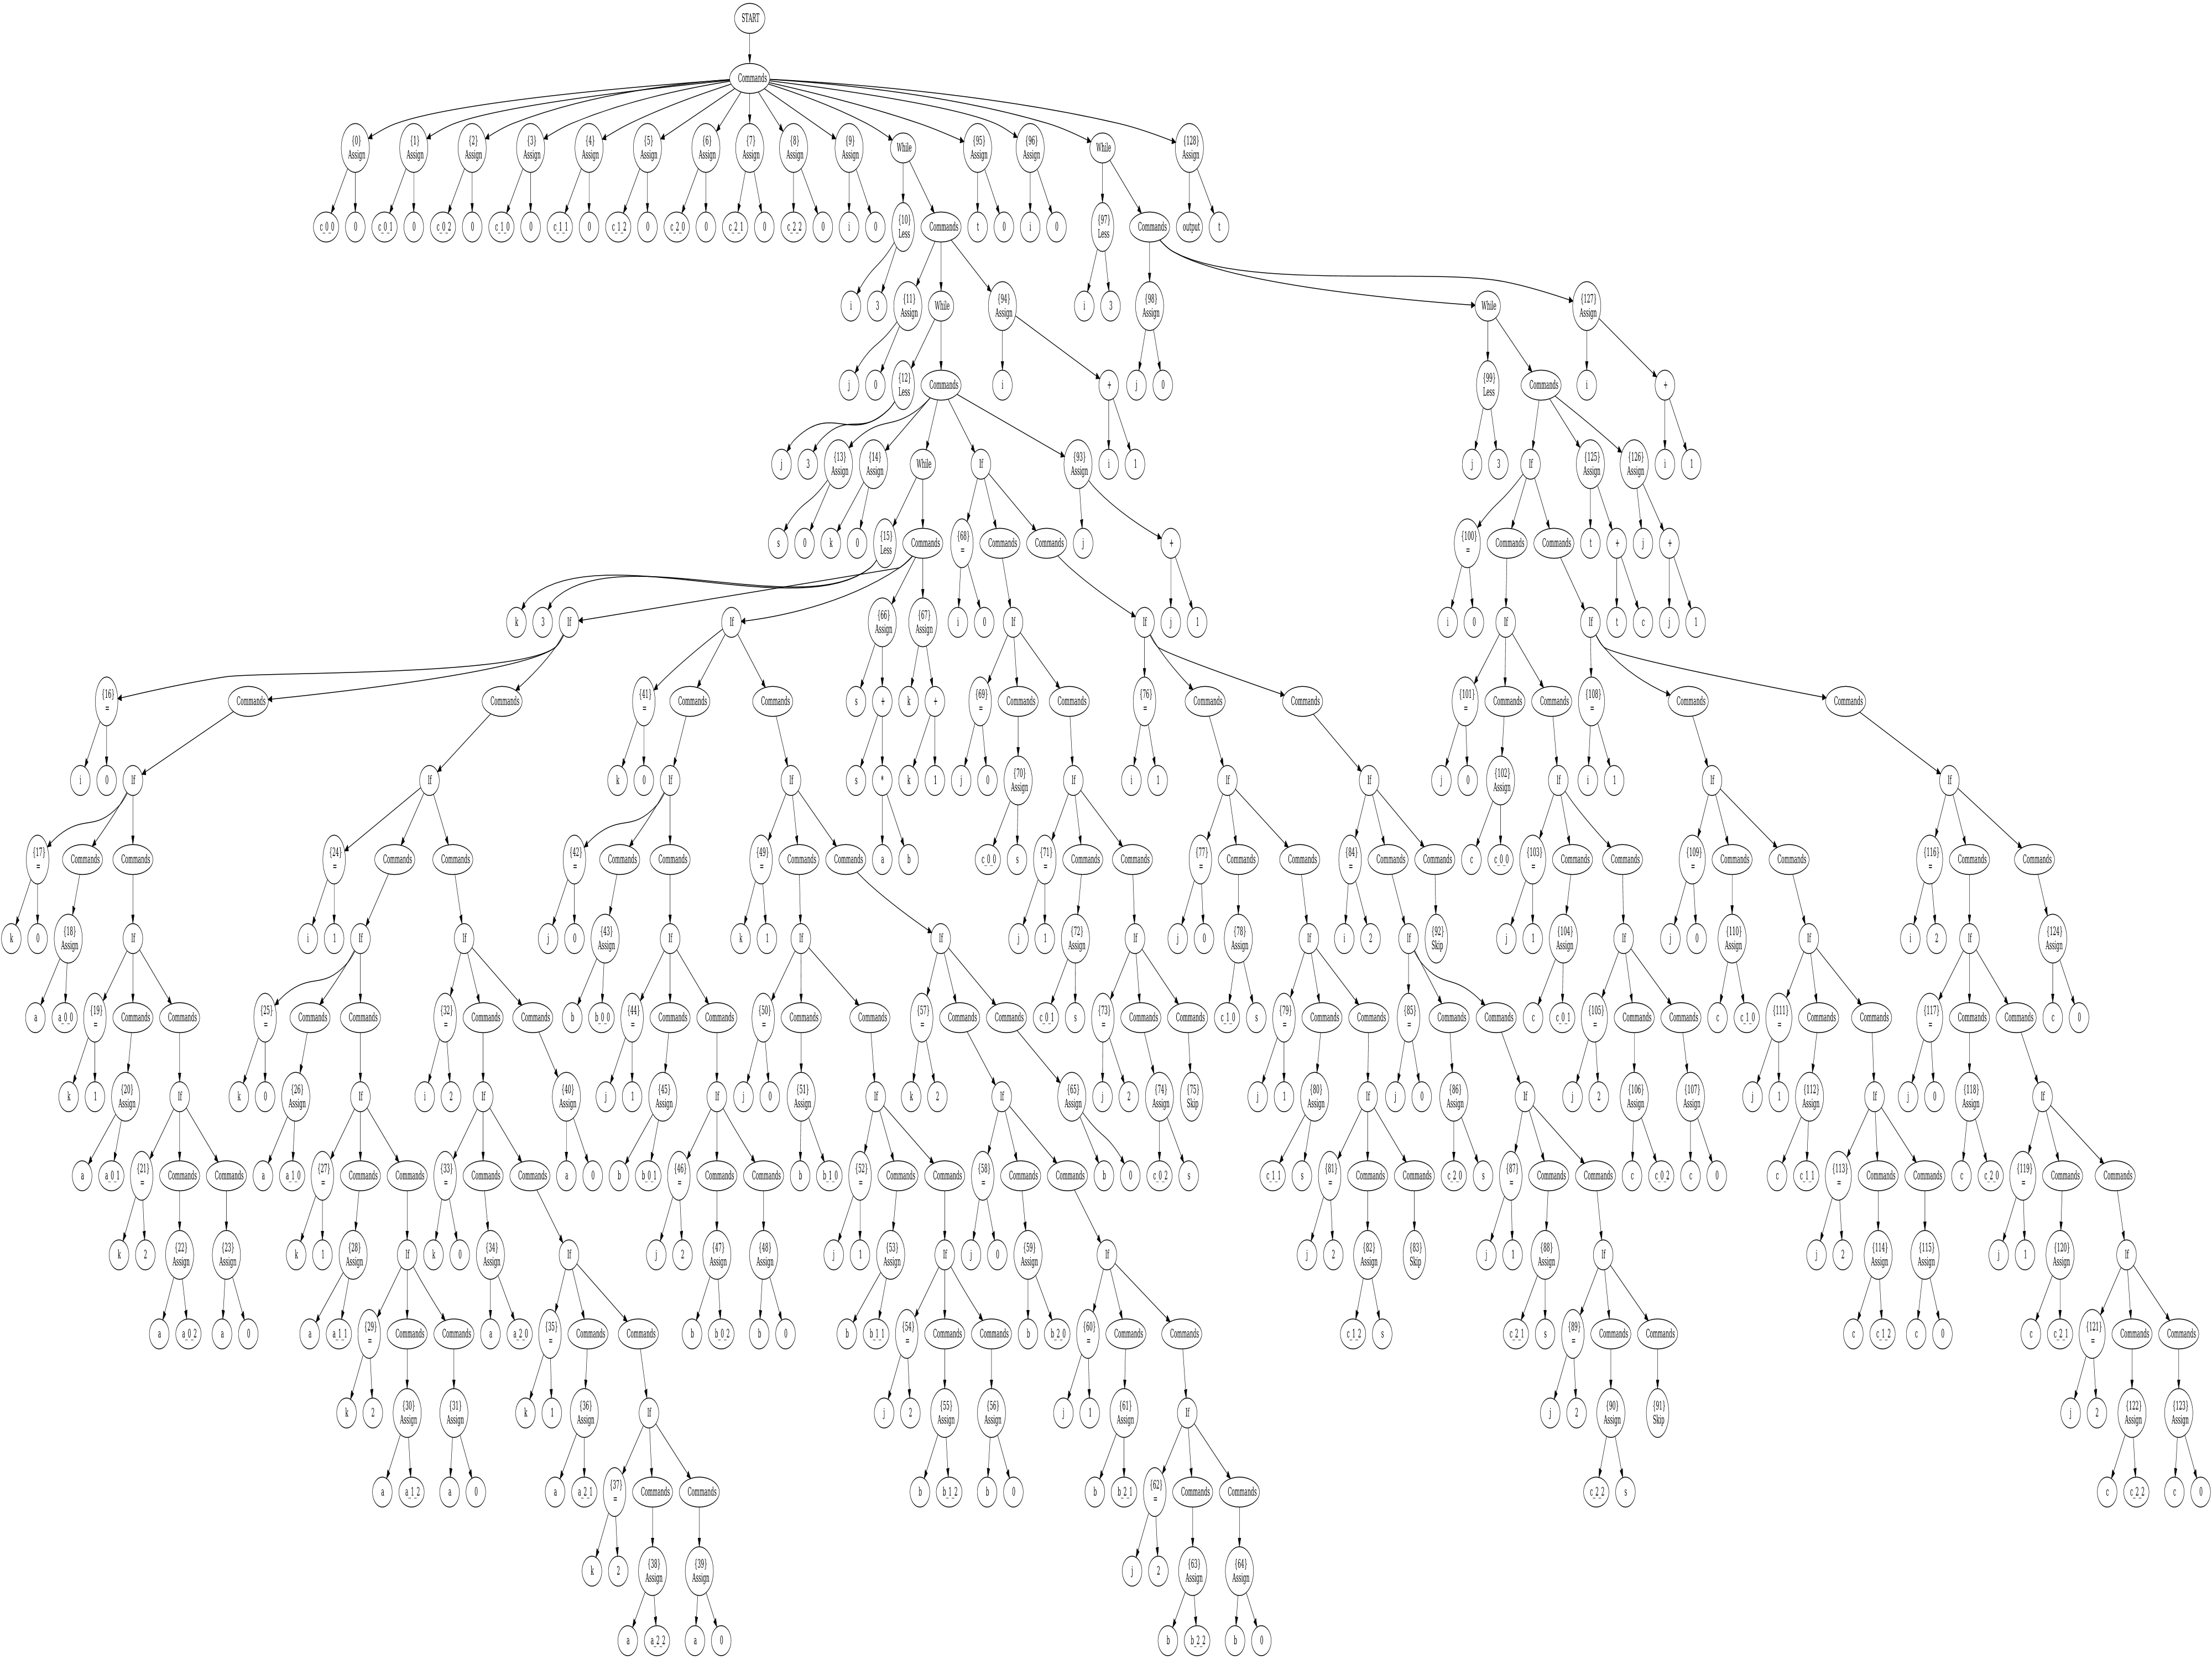 START
Commands
{0} {1} {2} {3} {4} {5} {6} {7} {8} {9} {95} {96} {128}
While While
Assign Assign Assign Assign Assign Assign Assign Assign Assign Assign Assign Assign Assign
{10} {97}
c_0_0 0 c_0_1 0 c_0_2 0 c_1_0 0 c_1_1 0 c_1_2 0 c_2_0 0 c_2_1 0 c_2_2 0 i 0 Commands t 0 i 0 Commands output t
Less Less
{11} {94} {98} {127}
i 3 While i 3 While
Assign Assign Assign Assign
{12} {99}
j 0 Commands i + j 0 Commands i +
Less Less
{13} {14} {93} {125} {126}
j 3 While If i 1 j 3 If i 1
Assign Assign Assign Assign Assign
{15} {68} {100}
s 0 k 0 Commands Commands Commands j + Commands Commands t + j +
Less = =
{66} {67}
k 3 If If i 0 If If j 1 i 0 If If t c j 1
Assign Assign
{16} {41} {69} {76} {101} {108}
Commands Commands Commands Commands s + k + Commands Commands Commands Commands Commands Commands Commands Commands
= = = = = =
{70} {102}
i 0 If If k 0 If If s * k 1 j 0 If i 1 If If j 0 If i 1 If If
Assign Assign
{17} {24} {42} {49} {71} {77} {84} {103} {109} {116}
Commands Commands Commands Commands Commands Commands Commands Commands a b c_0_0 s Commands Commands Commands Commands Commands Commands c c_0_0 Commands Commands Commands Commands Commands Commands
= = = = = = = = = =
{18} {43} {72} {78} {92} {104} {110} {124}
k 0 If i 1 If If j 0 If k 1 If If j 1 If j 0 If i 2 If j 1 If j 0 If i 2 If
Assign Assign Assign Assign Skip Assign Assign Assign
{19} {25} {32} {44} {50} {57} {73} {79} {85} {105} {111} {117}
a a_0_0 Commands Commands Commands Commands Commands Commands b b_0_0 Commands Commands Commands Commands Commands Commands c_0_1 s Commands Commands c_1_0 s Commands Commands Commands Commands c c_0_1 Commands Commands c c_1_0 Commands Commands Commands Commands c 0
= = = = = = = = = = = =
{20} {26} {40} {45} {51} {65} {74} {75} {80} {86} {106} {107} {112} {118}
k 1 If k 0 If i 2 If j 1 If j 0 If k 2 If j 2 j 1 If j 0 If j 2 j 1 If j 0 If
Assign Assign Assign Assign Assign Assign Assign Skip Assign Assign Assign Assign Assign Assign
{21} {27} {33} {46} {52} {58} {81} {87} {113} {119}
a a_0_1 Commands Commands a a_1_0 Commands Commands Commands Commands a 0 b b_0_1 Commands Commands b b_1_0 Commands Commands Commands Commands b 0 c_0_2 s c_1_1 s Commands Commands c_2_0 s Commands Commands c c_0_2 c 0 c c_1_1 Commands Commands c c_2_0 Commands Commands
= = = = = = = = = =
{22} {23} {28} {34} {47} {48} {53} {59} {82} {83} {88} {114} {115} {120}
k 2 k 1 If k 0 If j 2 j 1 If j 0 If j 2 j 1 If j 2 j 1 If
Assign Assign Assign Assign Assign Assign Assign Assign Assign Skip Assign Assign Assign Assign
{29} {35} {54} {60} {89} {121}
a a_0_2 a 0 a a_1_1 Commands Commands a a_2_0 Commands Commands b b_0_2 b 0 b b_1_1 Commands Commands b b_2_0 Commands Commands c_1_2 s c_2_1 s Commands Commands c c_1_2 c 0 c c_2_1 Commands Commands
= = = = = =
{30} {31} {36} {55} {56} {61} {90} {91} {122} {123}
k 2 k 1 If j 2 j 1 If j 2 j 2
Assign Assign Assign Assign Assign Assign Assign Skip Assign Assign
{37} {62}
a a_1_2 a 0 a a_2_1 Commands Commands b b_1_2 b 0 b b_2_1 Commands Commands c_2_2 s c c_2_2 c 0
= =
{38} {39} {63} {64}
k 2 j 2
Assign Assign Assign Assign
a a_2_2 a 0 b b_2_2 b 0